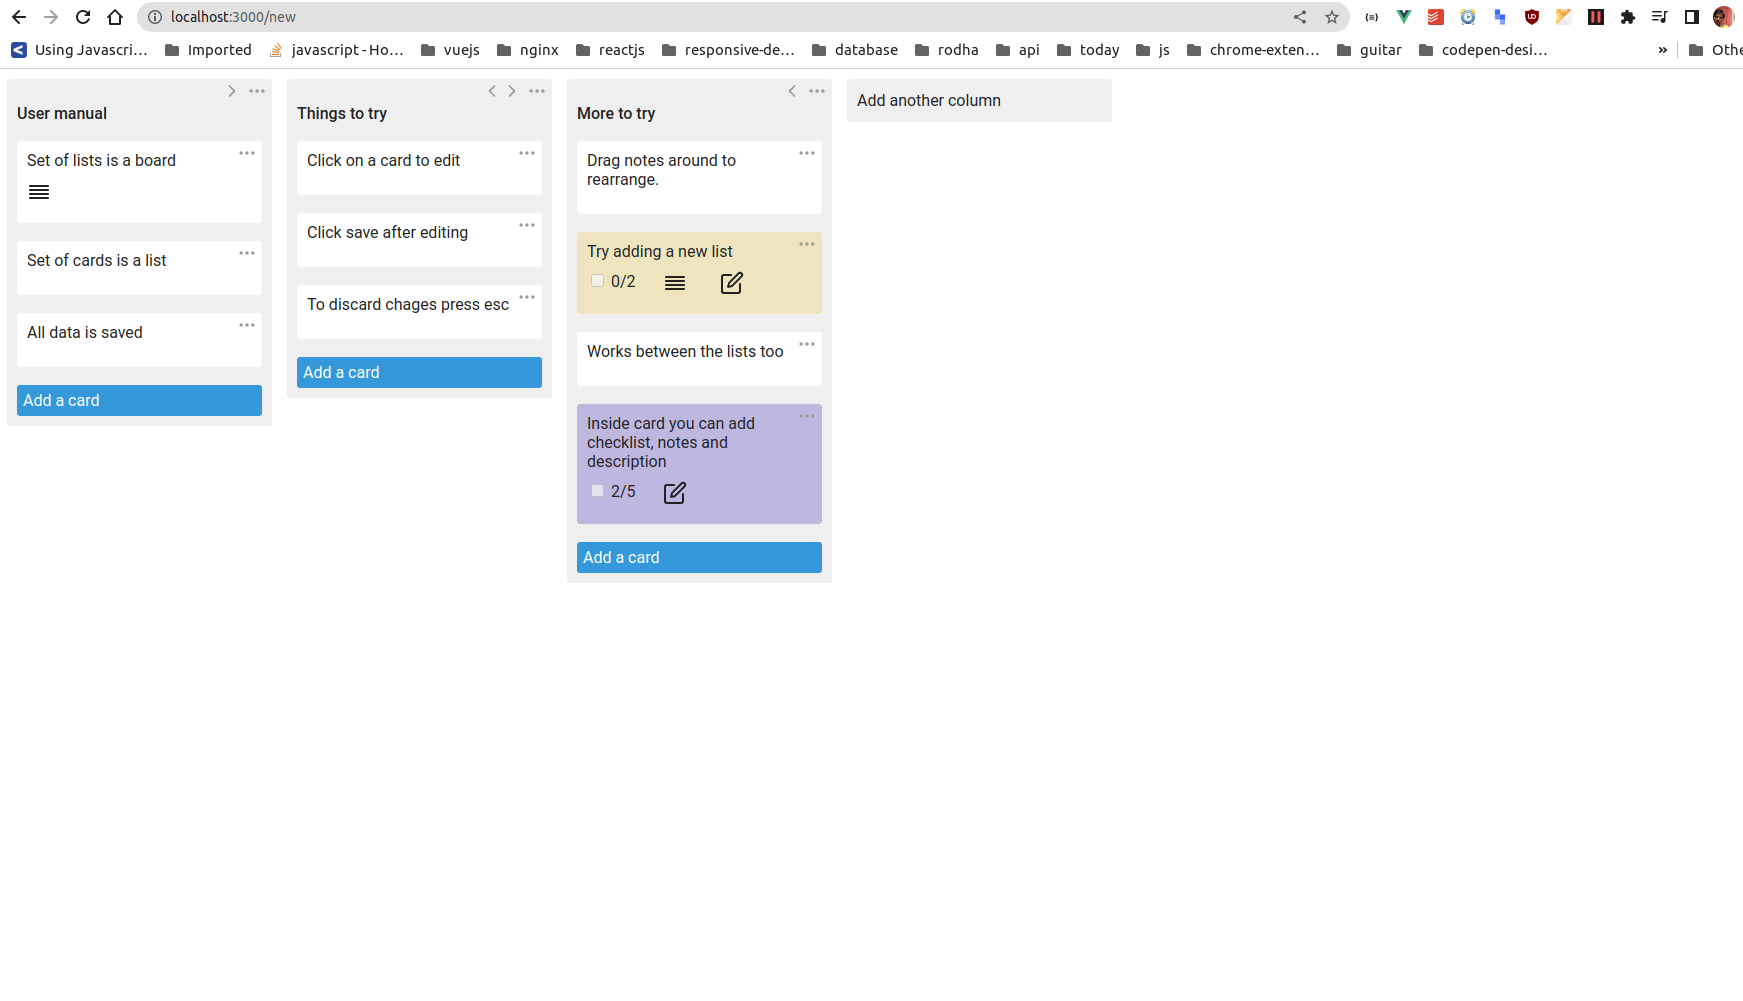 localhost:3000/new
Using Javascri... Imported javascript - Ho... vuejs nginx reactjs responsive-de... database rodha api today js chrome-exten... guitar codepen-desi... » Othe
User manual
Set of lists is a board
Set of cards is a list
All data is saved
Add a card
Things to try
Click on a card to edit
Click save after editing
To discard chages press esc
Add a card
More to try
Drag notes around to
rearrange.
Try adding a new list
0/2
Works between the lists too
Inside card you can add
checklist, notes and
description
2/5
Add a card
Add another column